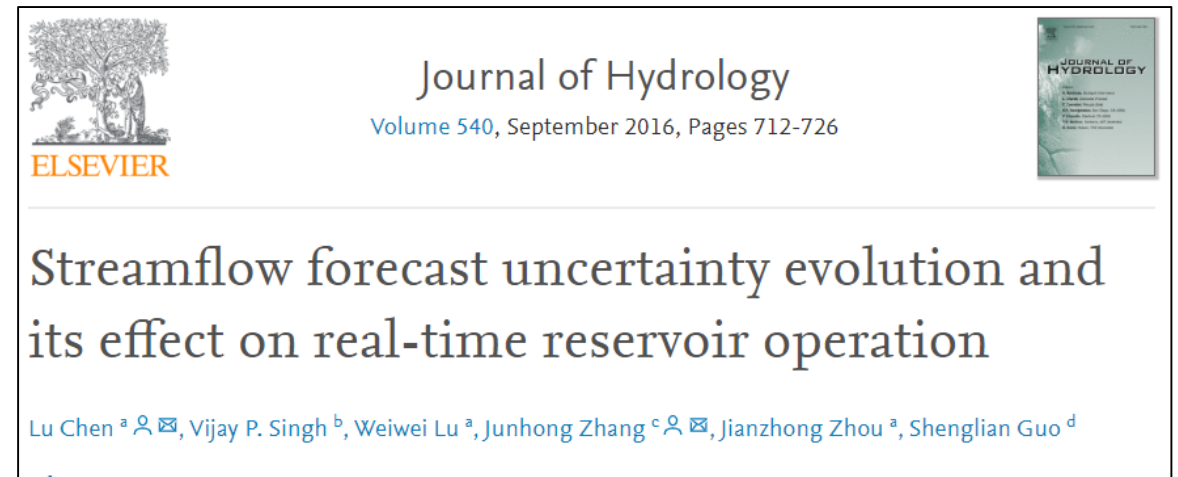 Journal of Hydrology
Volume 540, September 2016, Pages 712-726
ELSEVIER
JOURNAL OF
HYDROLOGY
Streamflow forecast uncertainty evolution and
its effect on real-time reservoir operation
Lu Chen a, Vijay P. Singh b, Weiwei Lu a, Junhong Zhang c, Jianzhong Zhou a, Shenglian Guo d